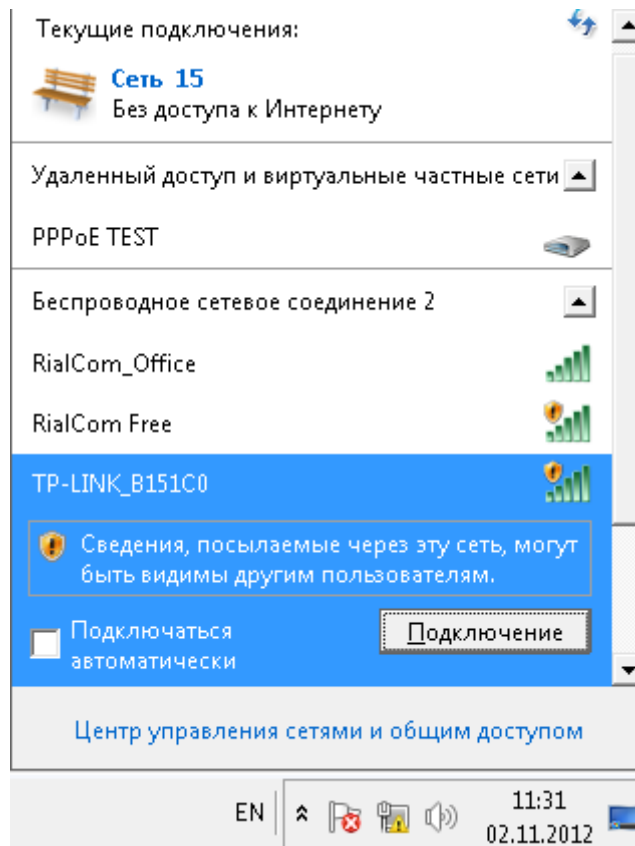 Текущие подключения:
Сеть 15
Без доступа к Интернету
Удаленный доступ и виртуальные частные сети
PPPoE TEST
Беспроводное сетевое соединение 2
RialCom_Office
RialCom Free
TP-LINK_B151C0
Сведения, посылаемые через эту сеть, могут
быть видимы другим пользователям.
Подключаться
автоматически
Подключение
Центр управления сетями и общим доступом
EN
11:31
02.11.2012